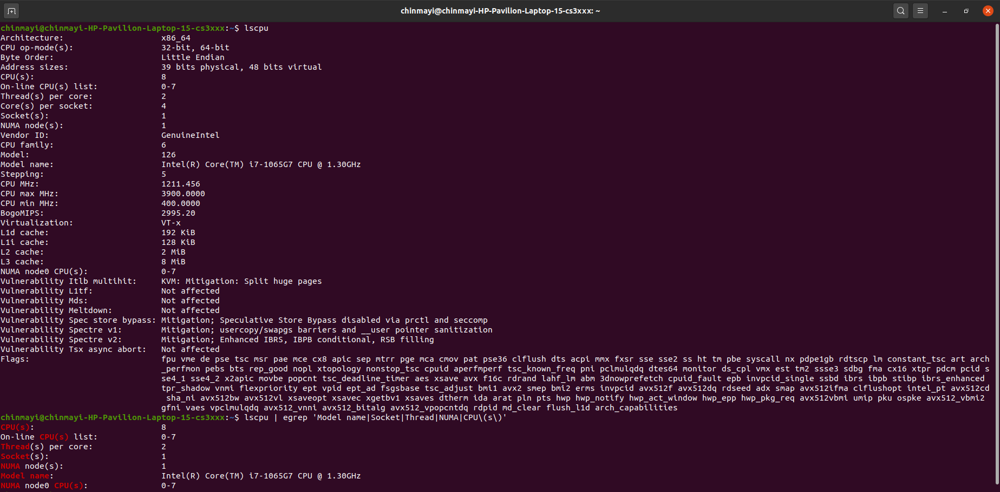 chinmayi@chinmayi-HP-Pavilion-Laptop-15-cs3xxx: ~
chinmayi@chinmayi-HP-Pavilion-Laptop-15-cs3xxx:~$ lscpu
Architecture: x86_64
CPU op-mode(s): 32-bit, 64-bit
Byte Order: Little Endian
Address sizes: 39 bits physical, 48 bits virtual
CPU(s): 8
On-line CPU(s) list: 0-7
Thread(s) per core: 2
Core(s) per socket: 4
Socket(s): 1
NUMA node(s): 1
Vendor ID: GenuineIntel
CPU family: 6
Model: 126
Model name: Intel(R) Core(TM) i7-1065G7 CPU @ 1.30GHz
Stepping: 5
CPU MHz: 1211.456
CPU max MHz: 3900.0000
CPU min MHz: 400.0000
BogoMIPS: 2995.20
Virtualization: VT-x
L1d cache: 192 KiB
L1i cache: 128 KiB
L2 cache: 2 MiB
L3 cache: 8 MiB
NUMA node0 CPU(s): 0-7
Vulnerability Itlb multihit: KVM: Mitigation: Split huge pages
Vulnerability L1tf: Not affected
Vulnerability Mds: Not affected
Vulnerability Meltdown: Not affected
Vulnerability Spec store bypass: Mitigation; Speculative Store Bypass disabled via prctl and seccomp
Vulnerability Spectre v1: Mitigation; usercopy/swapgs barriers and __user pointer sanitization
Vulnerability Spectre v2: Mitigation; Enhanced IBRS, IBPB conditional, RSB filling
Vulnerability Tsx async abort: Not affected
Flags: fpu vme de pse tsc msr pae mce cx8 apic sep mtrr pge mca cmov pat pse36 clflush dts acpi mmx fxsr sse sse2 ss ht tm pbe syscall nx pdpe1gb rdtscp lm constant_tsc art arch
_perfmon pebs bts rep_good nopl xtopology nonstop_tsc cpuid aperfmperf tsc_known_freq pni pclmulqdq dtes64 monitor ds_cpl vmx est tm2 ssse3 sdbg fma cx16 xtpr pdcm pcid s
se4_1 sse4_2 x2apic movbe popcnt tsc_deadline_timer aes xsave avx f16c rdrand lahf_lm abm 3dnowprefetch cpuid_fault epb invpcid_single ssbd ibrs ibpb stibp ibrs_enhanced
tpr_shadow vnmi flexpriority ept vpid ept_ad fsgsbase tsc_adjust bmi1 avx2 smep bmi2 erms invpcid avx512f avx512dq rdseed adx smap avx512ifma clflushopt intel_pt avx512cd
sha_ni avx512bw avx512vl xsaveopt xsavec xgetbv1 xsaves dtherm ida arat pln pts hwp hwp_notify hwp_act_window hwp_epp hwp_pkg_req avx512vbmi umip pku ospke avx512_vbmi2
gfni vaes vpclmulqdq avx512_vnni avx512_bitalg avx512_vpopcntdq rdpid md_clear flush_l1d arch_capabilities
chinmayi@chinmayi-HP-Pavilion-Laptop-15-cs3xxx:~$ lscpu | egrep 'Model name|Socket|Thread|NUMA|CPU\(s\)'
CPU(s): 8
On-line CPU(s) list: 0-7
Thread(s) per core: 2
Socket(s): 1
NUMA node(s): 1
Model name: Intel(R) Core(TM) i7-1065G7 CPU @ 1.30GHz
NUMA node0 CPU(s): 0-7